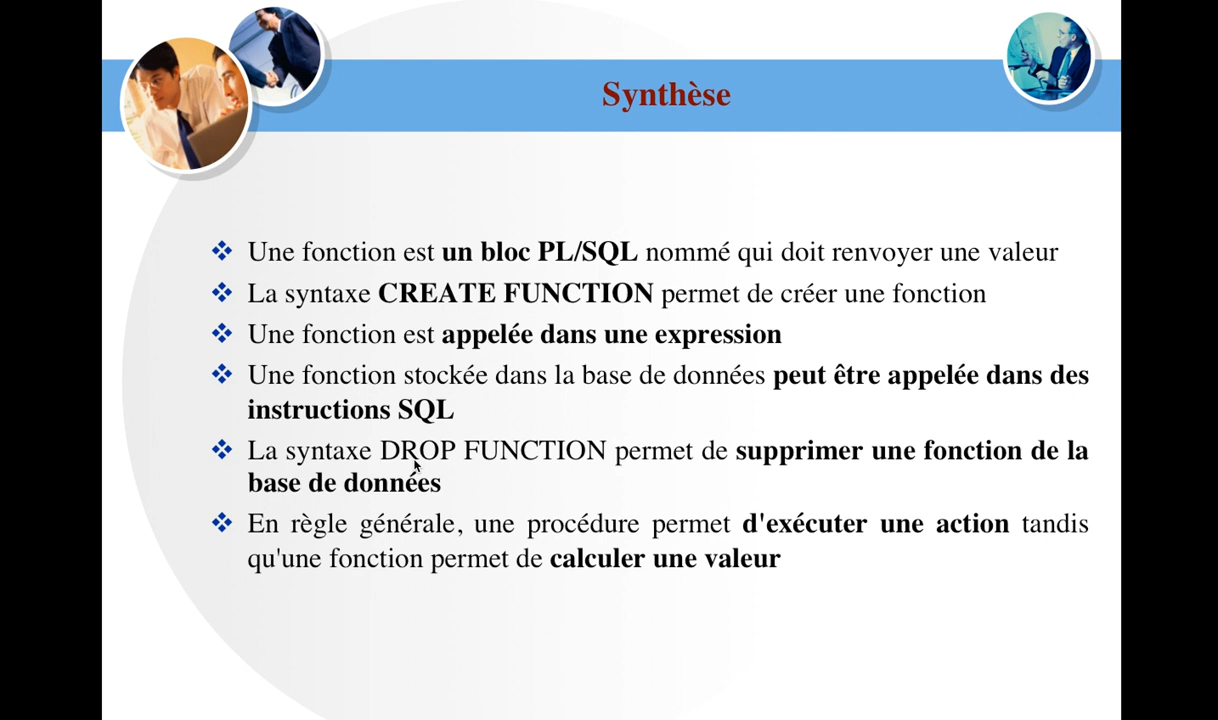 Synthèse
Une fonction est un bloc PL/SQL nommé qui doit renvoyer une valeur
La syntaxe CREATE FUNCTION permet de créer une fonction
Une fonction est appelée dans une expression
Une fonction stockée dans la base de données peut être appelée dans des
instructions SQL
La syntaxe DROP FUNCTION permet de supprimer une fonction de la
base de données
En règle générale, une procédure permet d'exécuter une action tandis
qu'une fonction permet de calculer une valeur